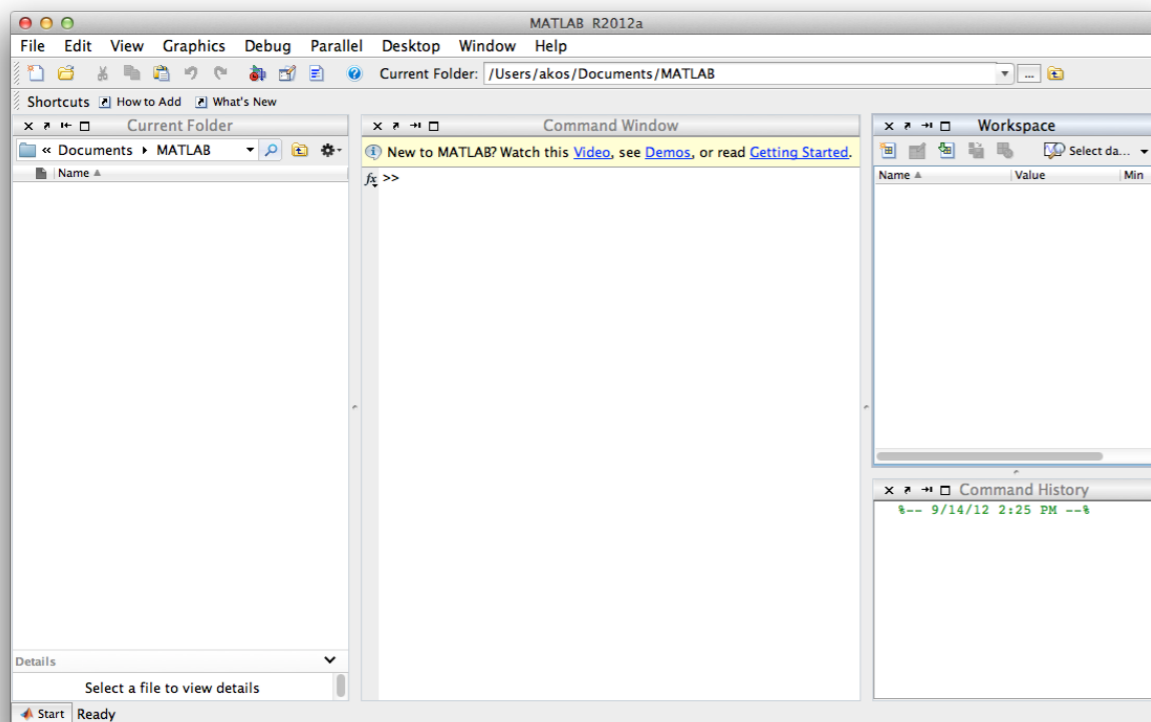 MATLAB R2012a
File Edit View Graphics Debug Parallel Desktop Window Help
Current Folder: /Users/akos/Documents/MATLAB
Shortcuts How to Add What's New
Current Folder
« Documents MATLAB
Name
Details
Select a file to view details
Command Window
New to MATLAB? Watch this Video, see Demos, or read Getting Started.
fx >>
Workspace
Select da...
Name Value Min
Command History
%-- 9/14/12 2:25 PM --%
Start Ready